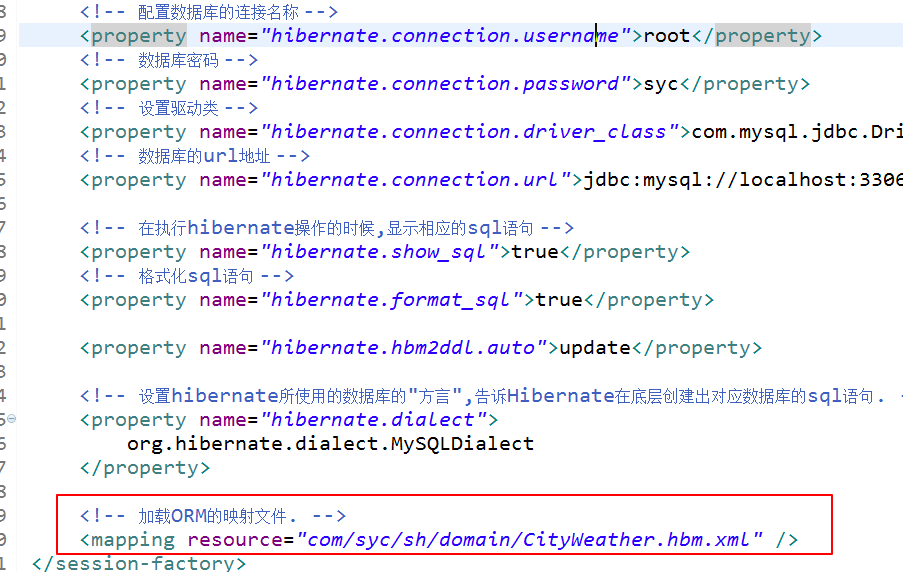 <!-- 配置数据库的连接名称 -->
<property name="hibernate.connection.username">root</property>
<!-- 数据库密码 -->
<property name="hibernate.connection.password">syc</property>
<!-- 设置驱动类 -->
<property name="hibernate.connection.driver_class">com.mysql.jdbc.Dri
<!-- 数据库的url地址 -->
<property name="hibernate.connection.url">jdbc:mysql://localhost:3306
<!-- 在执行hibernate操作的时候,显示相应的sql语句 -->
<property name="hibernate.show_sql">true</property>
<!-- 格式化sql语句 -->
<property name="hibernate.format_sql">true</property>
<property name="hibernate.hbm2ddl.auto">update</property>
<!-- 设置hibernate所使用的数据库的"方言",告诉Hibernate在底层创建出对应数据库的sql语句.
<property name="hibernate.dialect">
org.hibernate.dialect.MySQLDialect
</property>
<!-- 加载ORM的映射文件. -->
<mapping resource="com/syc/sh/domain/CityWeather.hbm.xml" />
</session-factory>